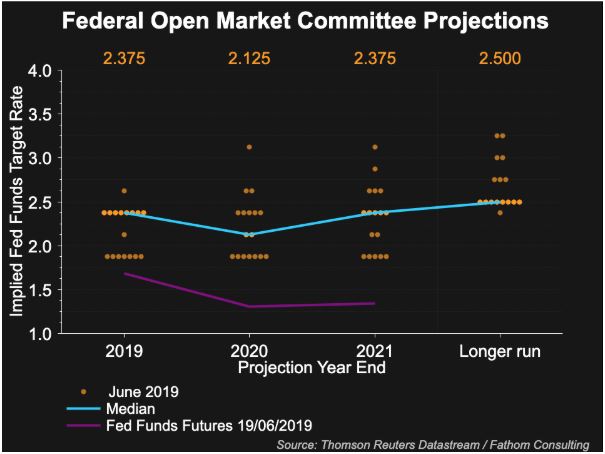 Federal Open Market Committee Projections
2.375 2.125 2.375 2.500
Implied Fed Funds Target Rate
4.0
3.5
3.0
2.5
2.0
1.5
1.0
2019 2020 2021 Longer run
Projection Year End
June 2019
Median
Fed Funds Futures 19/06/2019
Source: Thomson Reuters Datastream / Fathom Consulting